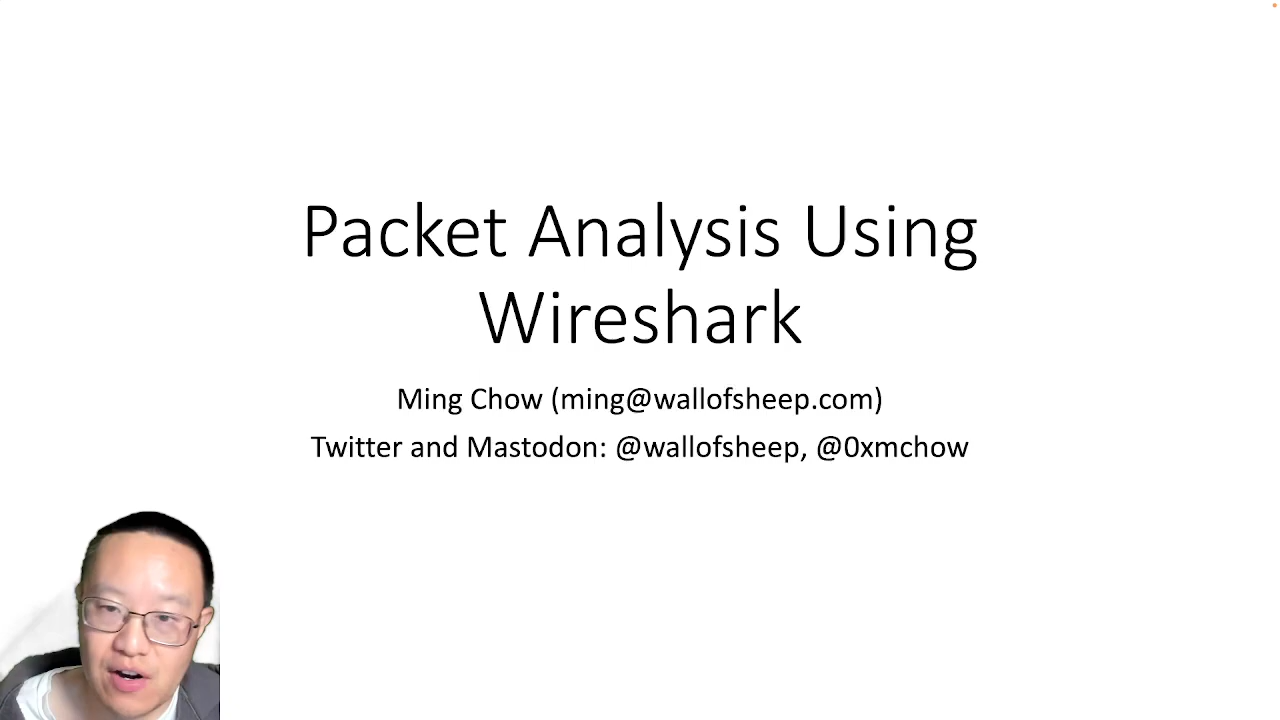 Packet Analysis Using
Wireshark
Ming Chow (ming@wallofsheep.com)
Twitter and Mastodon: @wallofsheep, @0xmchow